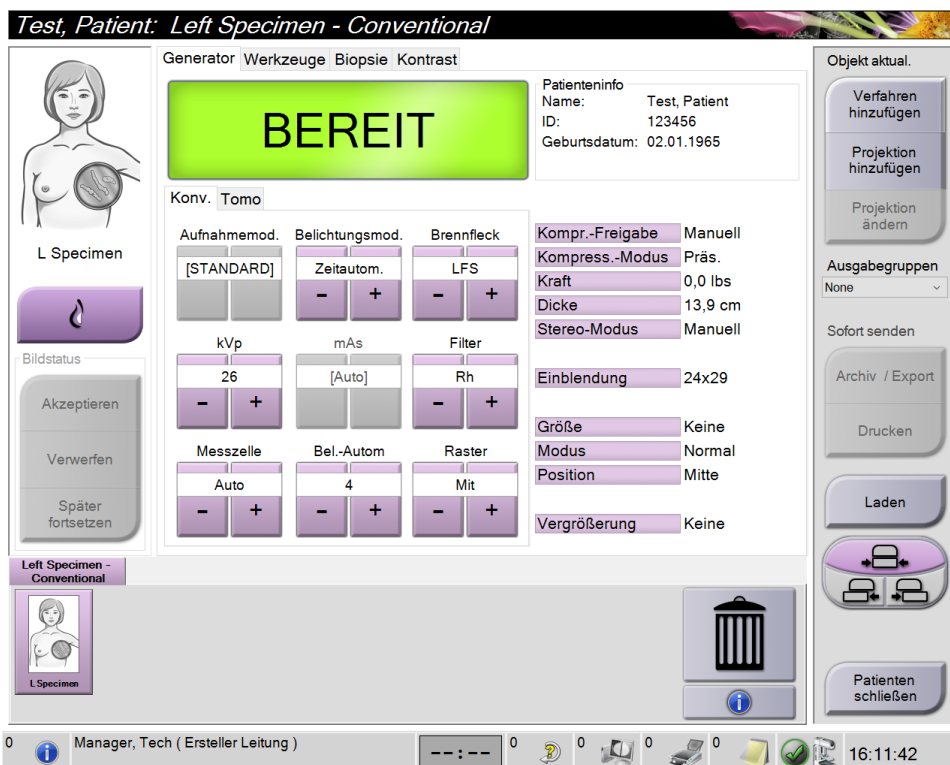 Test, Patient: Left Specimen - Conventional
Generator Werkzeuge Biopsie Kontrast
BEREIT
Patienteninfo
Name: Test, Patient
ID: 123456
Geburtsdatum: 02.01.1965
L Specimen
Bildstatus
Akzeptieren
Verwerfen
Später
fortsetzen
Konv. Tomo
Aufnahmemod. Belichtungsmod. Brennfleck
[STANDARD] Zeitautom. LFS
- + - +
kVp mAs Filter
26 [Auto] Rh
- + - +
Messzelle Bel.-Autom Raster
Auto 4 Mit
- + - + - +
Kompr.-Freigabe Manuell
Kompress.-Modus Präs.
Kraft 0,0 lbs
Dicke 13,9 cm
Stereo-Modus Manuell
Einblendung 24x29
Größe Keine
Modus Normal
Position Mitte
Vergrößerung Keine
Objekt aktual.
Verfahren
hinzufügen
Projektion
hinzufügen
Projektion
ändern
Ausgabegruppen
None
Sofort senden
Archiv / Export
Drucken
Laden
Patienten
schließen
Left Specimen -
Conventional
L Specimen
0 Manager, Tech ( Ersteller Leitung ) --:-- 0 0 0 0 16:11:42